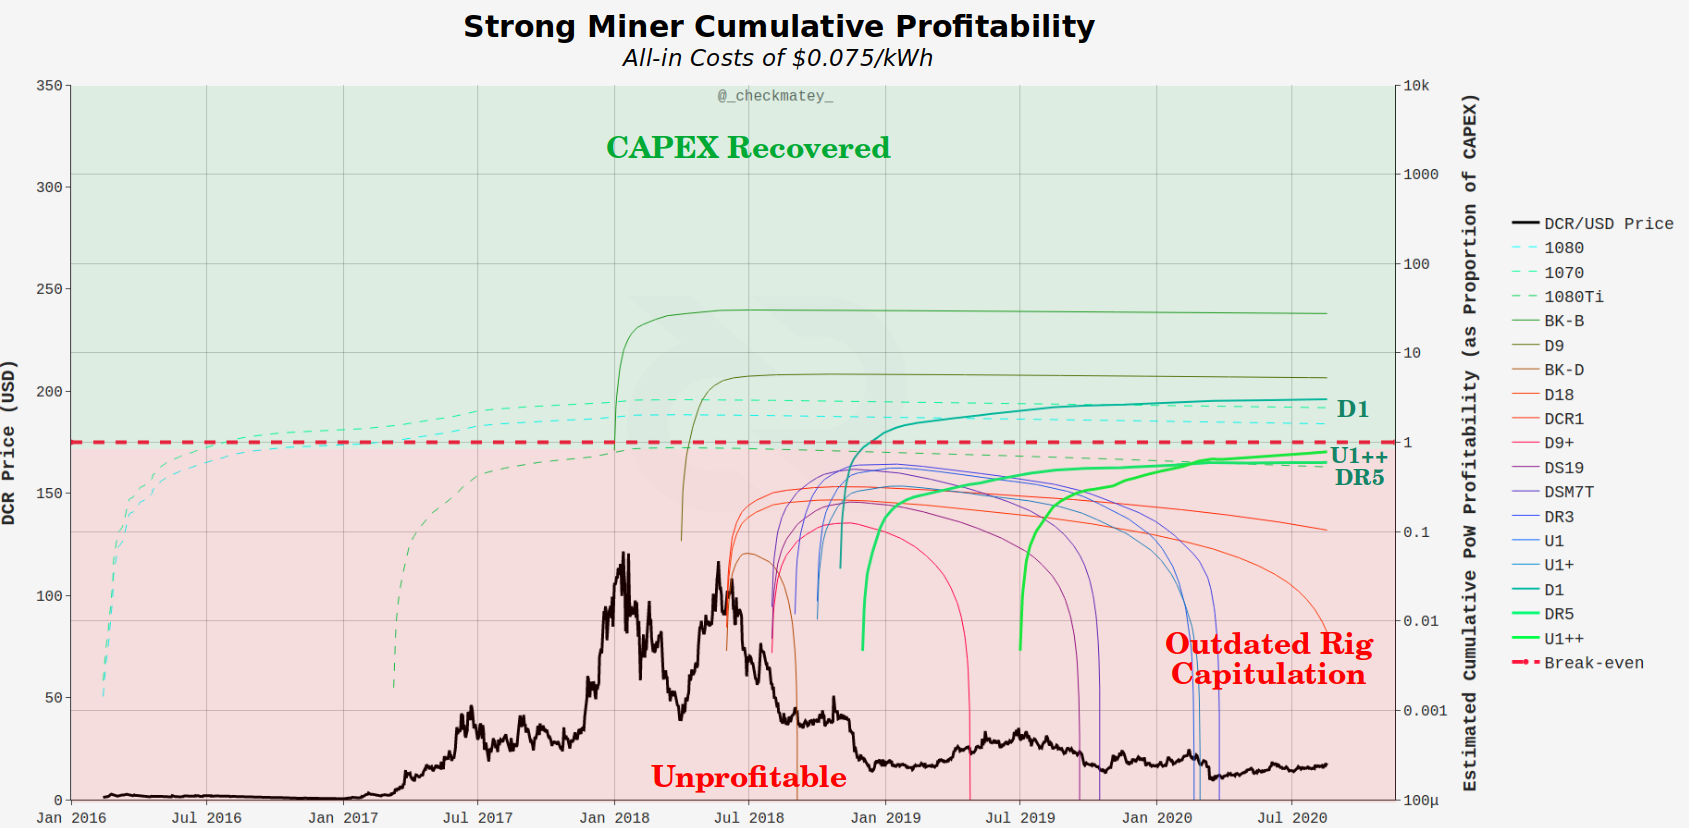 Strong Miner Cumulative Profitability
All-in Costs of $0.075/kWh
@_checkmatey_
CAPEX Recovered
D1
U1++
DR5
Outdated Rig
Capitulation
Unprofitable
DCR Price (USD)
350
300
250
200
150
100
50
0
Jan 2016
Jul 2016
Jan 2017
Jul 2017
Jan 2018
Jul 2018
Jan 2019
Jul 2019
Jan 2020
Jul 2020
10k
1000
100
10
1
0.1
0.01
0.001
100μ
Estimated Cumulative PoW Profitability (as Proportion of CAPEX)
DCR/USD Price
1080
1070
1080Ti
BK-B
D9
BK-D
D18
DCR1
D9+
DS19
DSM7T
DR3
U1
U1+
D1
DR5
U1++
Break-even